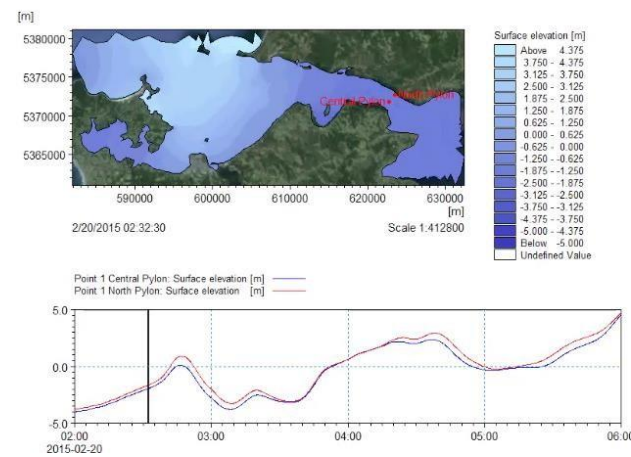 [m]
5380000
5375000
5370000
5365000
Central Pylon
590000 600000 610000 620000 630000
[m]
2/20/2015 02:32:30 Scale 1:412800
Surface elevation [m]
Above 4.375
3.750 - 4.375
3.125 - 3.750
2.500 - 3.125
1.875 - 2.500
1.250 - 1.875
0.625 - 1.250
0.000 - 0.625
-0.625 - 0.000
-1.250 - -0.625
-1.875 - -1.250
-2.500 - -1.875
-3.125 - -2.500
-3.750 - -3.125
-4.375 - -3.750
-5.000 - -4.375
Below -5.000
Undefined Value
Point 1 Central Pylon: Surface elevation [m]
Point 1 North Pylon: Surface elevation [m]
5.0
0.0
-5.0
02:00 03:00 04:00 05:00 06:00
2015-02-20